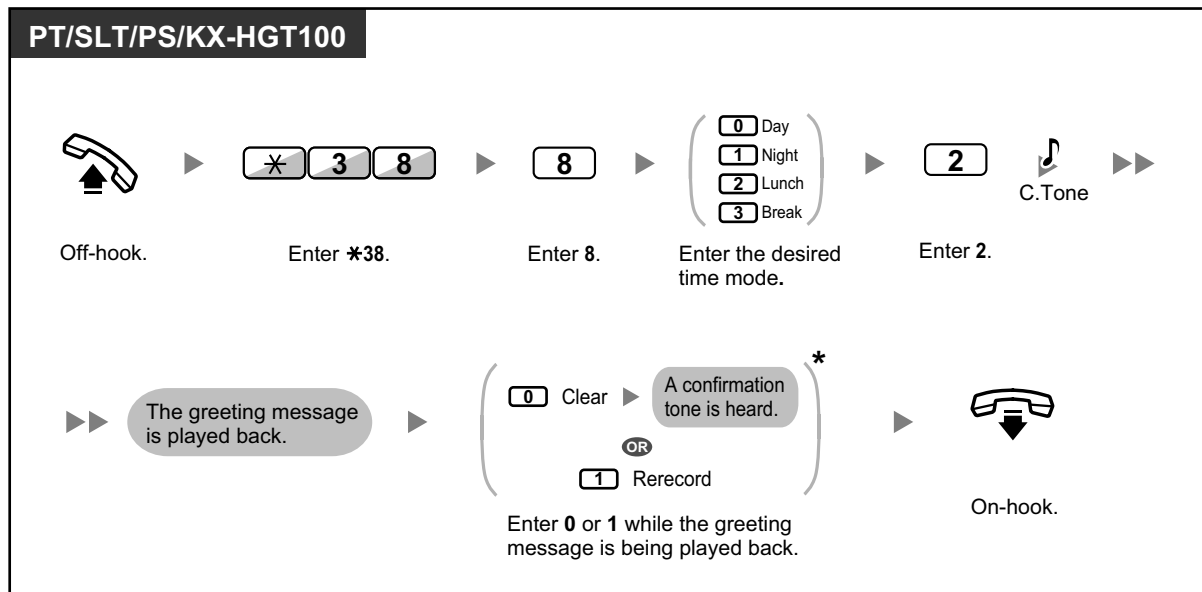 PT/SLT/PS/KX-HGT100
0 Day
1 Night
2 Lunch
3 Break
✳ 3 8
8
2
C.Tone
Off-hook.
Enter ✳38.
Enter 8.
Enter the desired
time mode.
Enter 2.
The greeting message
is played back.
0 Clear
A confirmation
tone is heard.
*
OR
1 Rerecord
Enter 0 or 1 while the greeting
message is being played back.
On-hook.